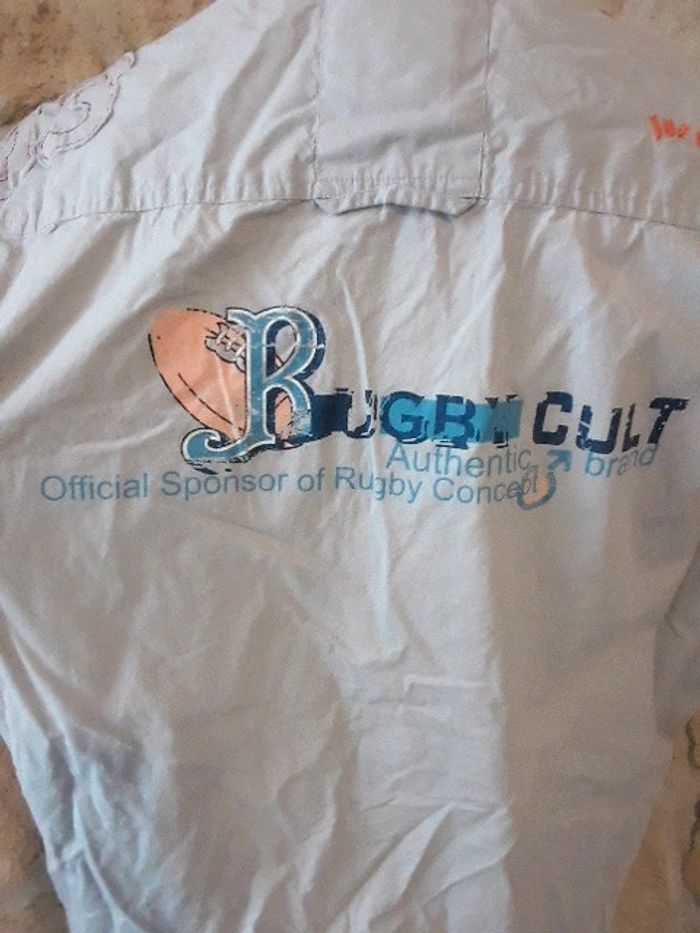 RUGBY CULT
Authentic brand
Official Sponsor of Rugby Concept